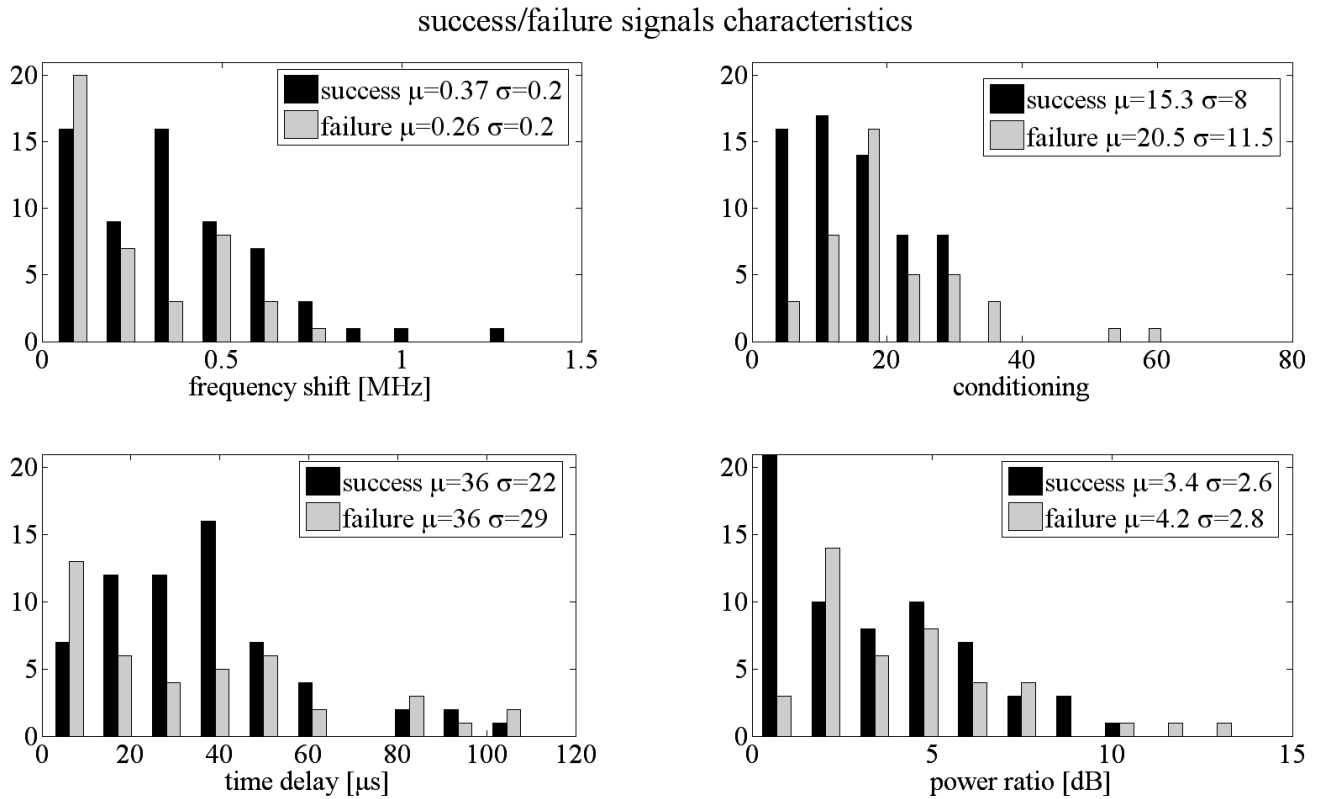 success/failure signals characteristics
success μ=0.37 σ=0.2
failure μ=0.26 σ=0.2
20
15
10
5
0
0 0.5 1 1.5
frequency shift [MHz]
success μ=15.3 σ=8
failure μ=20.5 σ=11.5
20
15
10
5
0
0 20 40 60 80
conditioning
success μ=36 σ=22
failure μ=36 σ=29
20
15
10
5
0
0 20 40 60 80 100 120
time delay [μs]
success μ=3.4 σ=2.6
failure μ=4.2 σ=2.8
20
15
10
5
0
0 5 10 15
power ratio [dB]